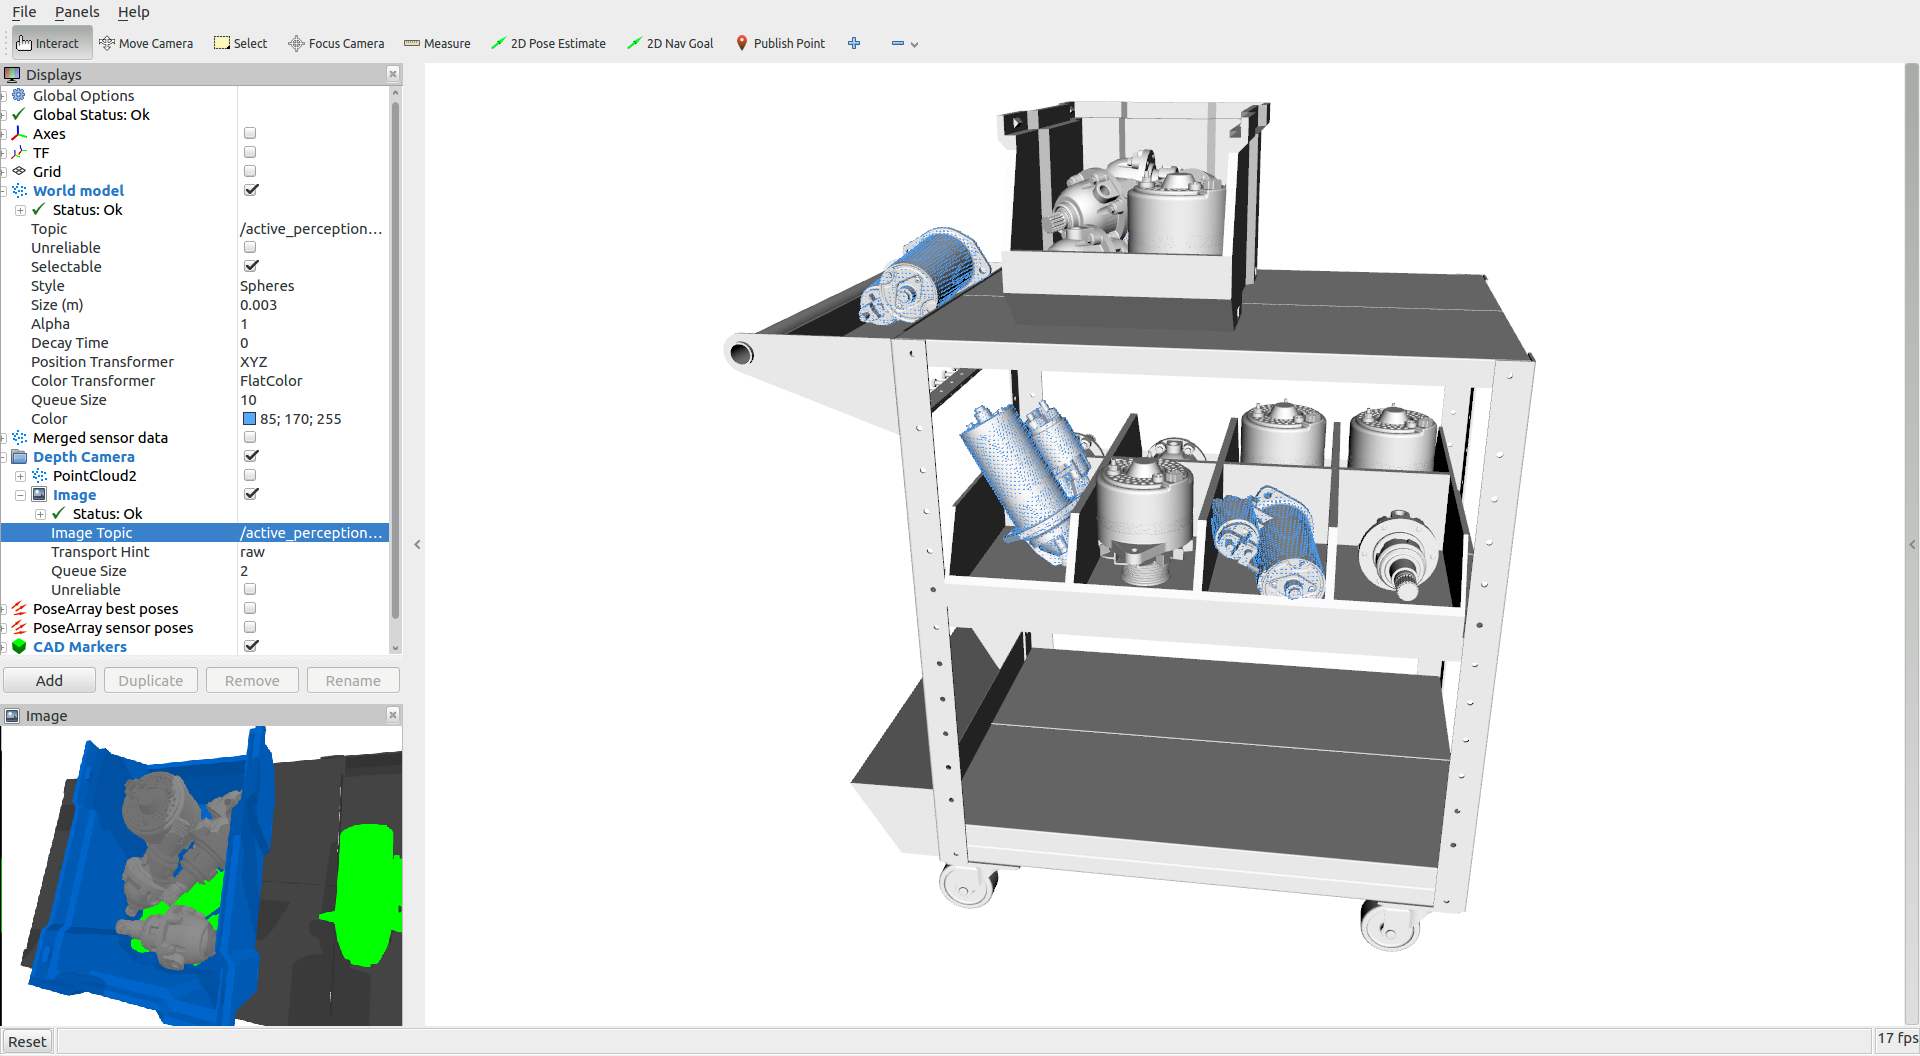 File Panels Help
Interact Move Camera Select Focus Camera Measure 2D Pose Estimate 2D Nav Goal Publish Point
Displays
Global Options
Global Status: Ok
Axes
TF
Grid
World model
Status: Ok
Topic /active_perception...
Unreliable
Selectable
Style Spheres
Size (m) 0.003
Alpha 1
Decay Time 0
Position Transformer XYZ
Color Transformer FlatColor
Queue Size 10
Color 85; 170; 255
Merged sensor data
Depth Camera
PointCloud2
Image
Status: Ok
Image Topic /active_perception...
Transport Hint raw
Queue Size 2
Unreliable
PoseArray best poses
PoseArray sensor poses
CAD Markers
Add Duplicate Remove Rename
Image
Reset
17 fps